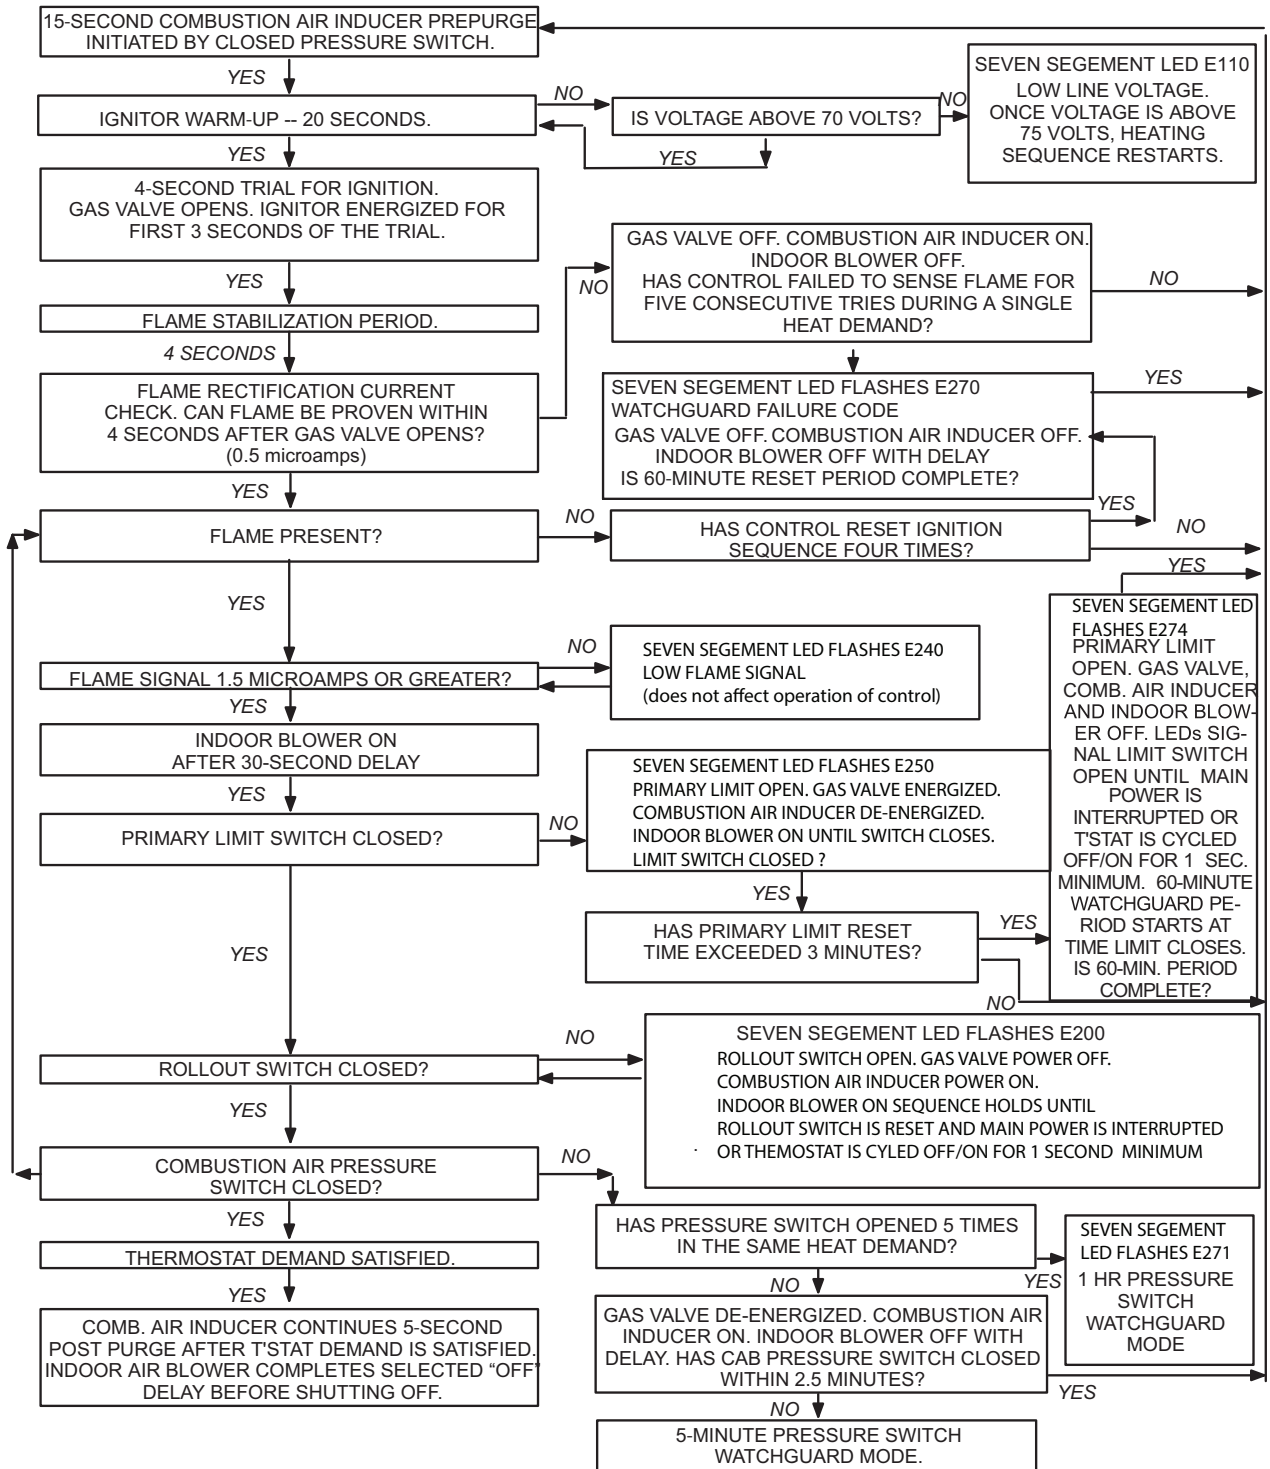 15-SECOND COMBUSTION AIR INDUCER PREPURGE
INITIATED BY CLOSED PRESSURE SWITCH.
YES
IGNITOR WARM-UP -- 20 SECONDS.
NO
IS VOLTAGE ABOVE 70 VOLTS?
YES
NO
SEVEN SEGEMENT LED E110
LOW LINE VOLTAGE.
ONCE VOLTAGE IS ABOVE
75 VOLTS, HEATING
SEQUENCE RESTARTS.
YES
4-SECOND TRIAL FOR IGNITION.
GAS VALVE OPENS. IGNITOR ENERGIZED FOR
FIRST 3 SECONDS OF THE TRIAL.
YES
FLAME STABILIZATION PERIOD.
4 SECONDS
FLAME RECTIFICATION CURRENT
CHECK. CAN FLAME BE PROVEN WITHIN
4 SECONDS AFTER GAS VALVE OPENS?
(0.5 microamps)
NO
GAS VALVE OFF. COMBUSTION AIR INDUCER ON.
INDOOR BLOWER OFF.
HAS CONTROL FAILED TO SENSE FLAME FOR
FIVE CONSECUTIVE TRIES DURING A SINGLE
HEAT DEMAND?
NO
SEVEN SEGEMENT LED FLASHES E270
WATCHGUARD FAILURE CODE
GAS VALVE OFF. COMBUSTION AIR INDUCER OFF.
INDOOR BLOWER OFF WITH DELAY
IS 60-MINUTE RESET PERIOD COMPLETE?
YES
YES
FLAME PRESENT?
NO
HAS CONTROL RESET IGNITION
SEQUENCE FOUR TIMES?
YES
NO
YES
FLAME SIGNAL 1.5 MICROAMPS OR GREATER?
NO
SEVEN SEGEMENT LED FLASHES E240
LOW FLAME SIGNAL
(does not affect operation of control)
YES
INDOOR BLOWER ON
AFTER 30-SECOND DELAY
YES
PRIMARY LIMIT SWITCH CLOSED?
NO
SEVEN SEGEMENT LED FLASHES E250
PRIMARY LIMIT OPEN. GAS VALVE ENERGIZED.
COMBUSTION AIR INDUCER DE-ENERGIZED.
INDOOR BLOWER ON UNTIL SWITCH CLOSES.
LIMIT SWITCH CLOSED ?
YES
HAS PRIMARY LIMIT RESET
TIME EXCEEDED 3 MINUTES?
YES
NO
YES
SEVEN SEGEMENT LED
FLASHES E274
PRIMARY LIMIT
OPEN. GAS VALVE,
COMB. AIR INDUCER
AND INDOOR BLOW-
ER OFF. LEDs SIG-
NAL LIMIT SWITCH
OPEN UNTIL MAIN
POWER IS
INTERRUPTED OR
T'STAT IS CYCLED
OFF/ON FOR 1 SEC.
MINIMUM. 60-MINUTE
WATCHGUARD PE-
RIOD STARTS AT
TIME LIMIT CLOSES.
IS 60-MIN. PERIOD
COMPLETE?
YES
ROLLOUT SWITCH CLOSED?
NO
SEVEN SEGEMENT LED FLASHES E200
ROLLOUT SWITCH OPEN. GAS VALVE POWER OFF.
COMBUSTION AIR INDUCER POWER ON.
INDOOR BLOWER ON SEQUENCE HOLDS UNTIL
ROLLOUT SWITCH IS RESET AND MAIN POWER IS INTERRUPTED
OR THEMOSTAT IS CYLED OFF/ON FOR 1 SECOND MINIMUM
YES
COMBUSTION AIR PRESSURE
SWITCH CLOSED?
NO
HAS PRESSURE SWITCH OPENED 5 TIMES
IN THE SAME HEAT DEMAND?
YES
SEVEN SEGEMENT
LED FLASHES E271
1 HR PRESSURE
SWITCH
WATCHGUARD
MODE
NO
GAS VALVE DE-ENERGIZED. COMBUSTION AIR
INDUCER ON. INDOOR BLOWER OFF WITH
DELAY. HAS CAB PRESSURE SWITCH CLOSED
WITHIN 2.5 MINUTES?
YES
NO
5-MINUTE PRESSURE SWITCH
WATCHGUARD MODE.
YES
THERMOSTAT DEMAND SATISFIED.
YES
COMB. AIR INDUCER CONTINUES 5-SECOND
POST PURGE AFTER T'STAT DEMAND IS SATISFIED.
INDOOR AIR BLOWER COMPLETES SELECTED “OFF”
DELAY BEFORE SHUTTING OFF.